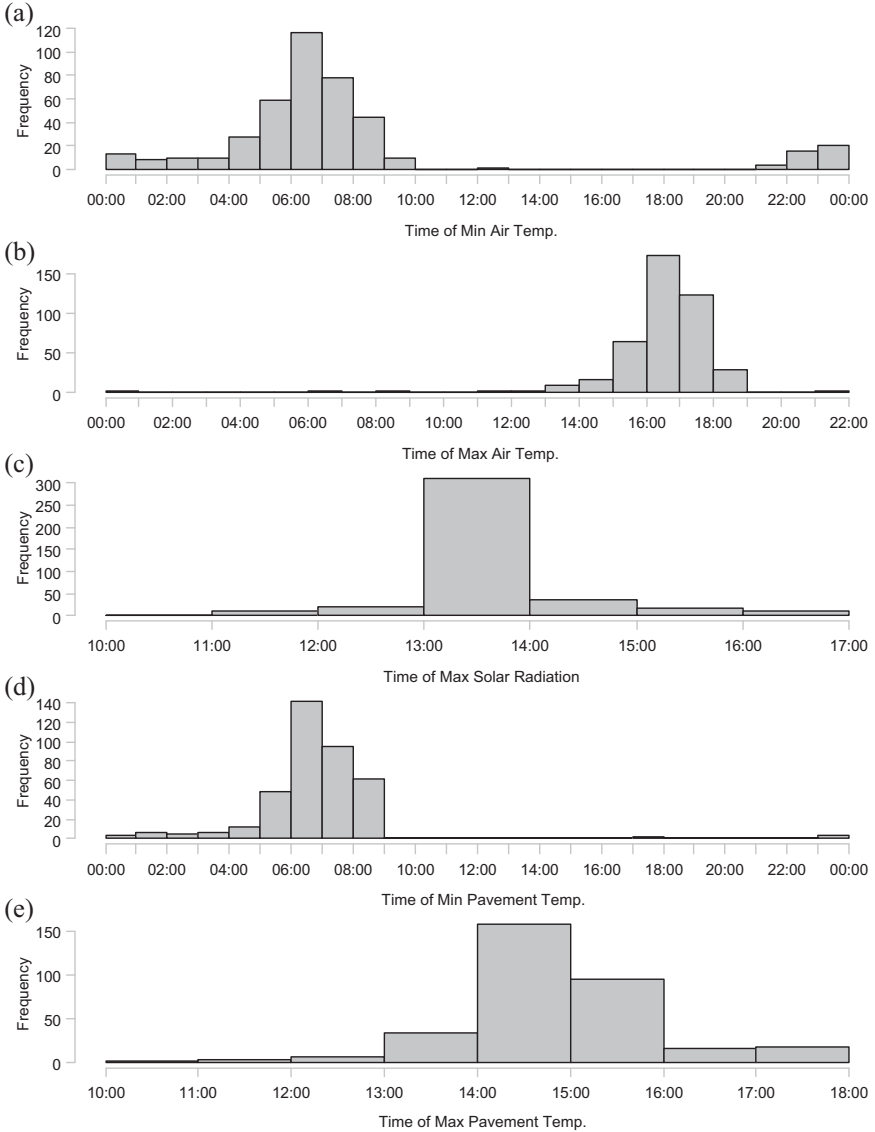 (a)
Frequency
120
100
80
60
40
20
0
00:00 02:00 04:00 06:00 08:00 10:00 12:00 14:00 16:00 18:00 20:00 22:00 00:00
Time of Min Air Temp.
(b)
Frequency
150
100
50
0
00:00 02:00 04:00 06:00 08:00 10:00 12:00 14:00 16:00 18:00 20:00 22:00
Time of Max Air Temp.
(c)
Frequency
300
250
200
150
100
50
0
10:00 11:00 12:00 13:00 14:00 15:00 16:00 17:00
Time of Max Solar Radiation
(d)
Frequency
140
120
100
80
60
40
20
0
00:00 02:00 04:00 06:00 08:00 10:00 12:00 14:00 16:00 18:00 20:00 22:00 00:00
Time of Min Pavement Temp.
(e)
Frequency
150
100
50
0
10:00 11:00 12:00 13:00 14:00 15:00 16:00 17:00 18:00
Time of Max Pavement Temp.